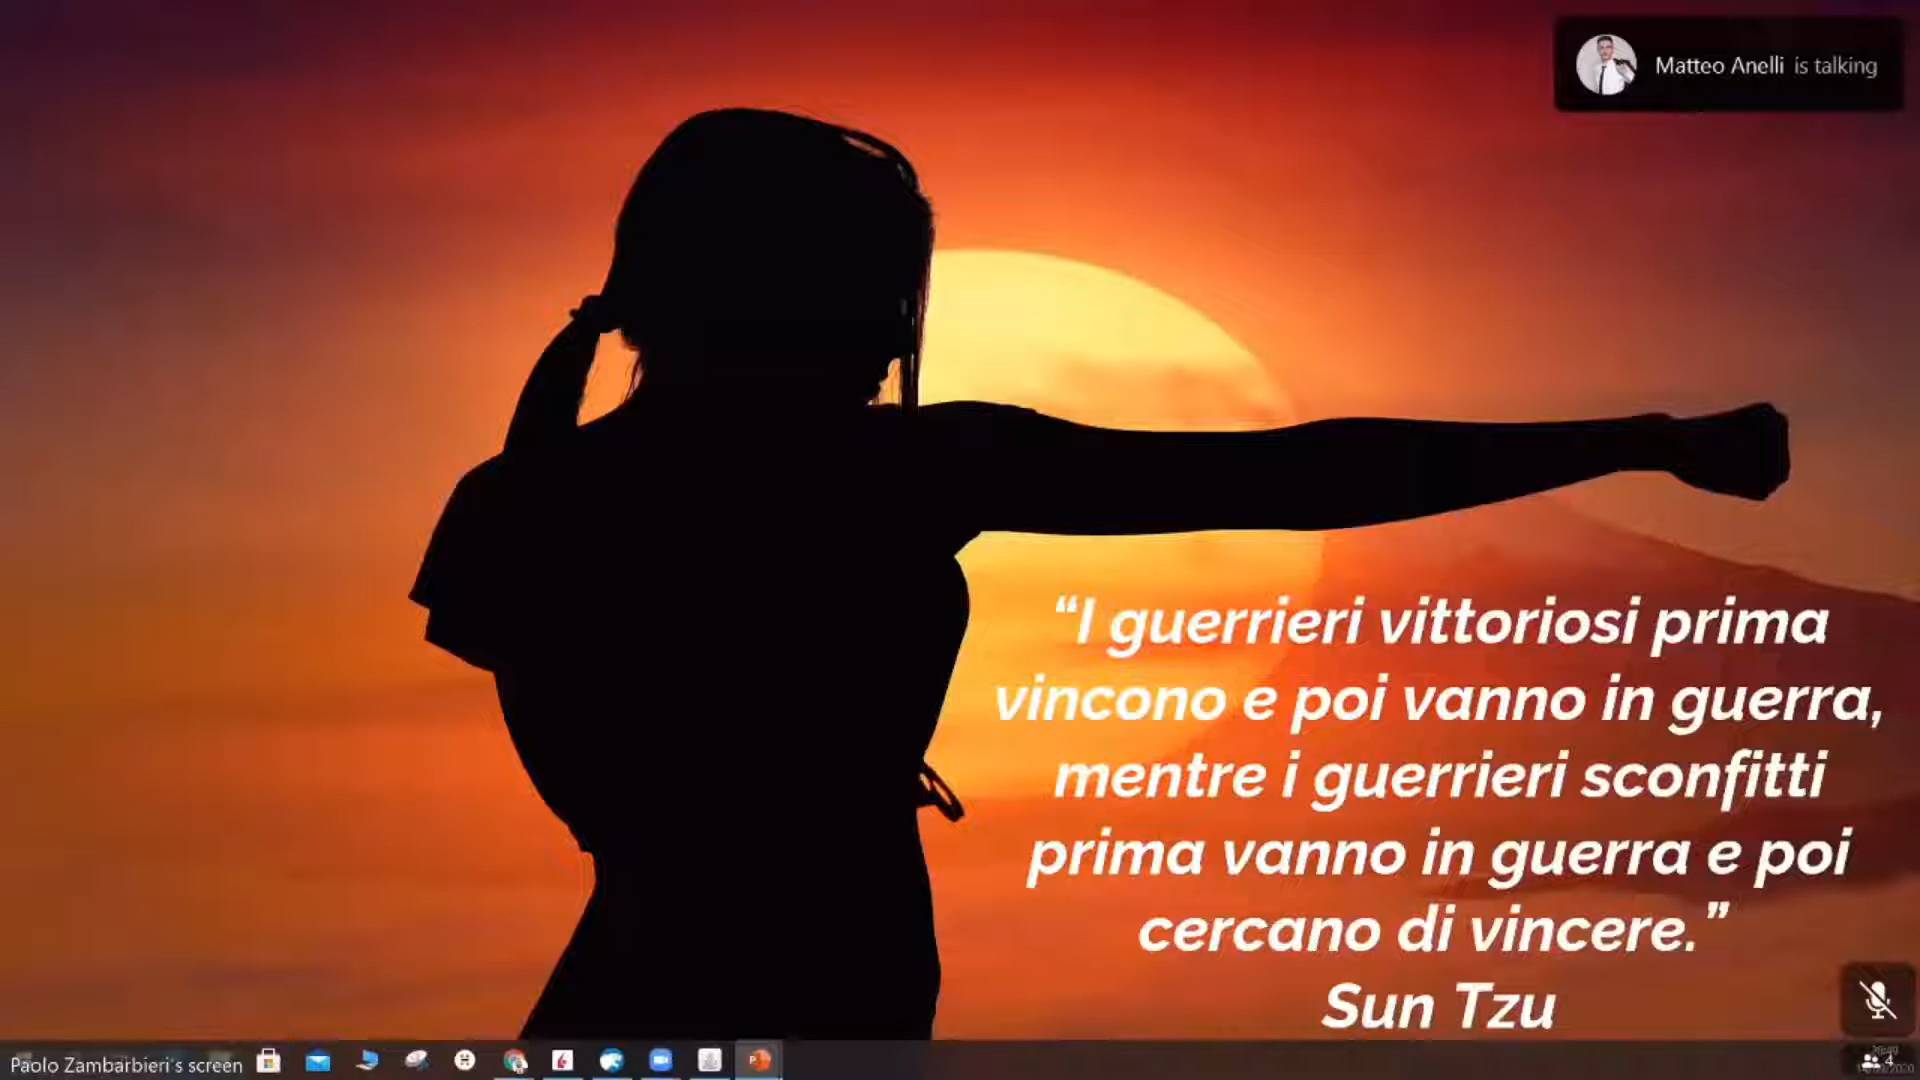 Matteo Anelli is talking
“I guerrieri vittoriosi prima
vincono e poi vanno in guerra,
mentre i guerrieri sconfitti
prima vanno in guerra e poi
cercano di vincere.”
Sun Tzu
Paolo Zambarbieri's screen
4